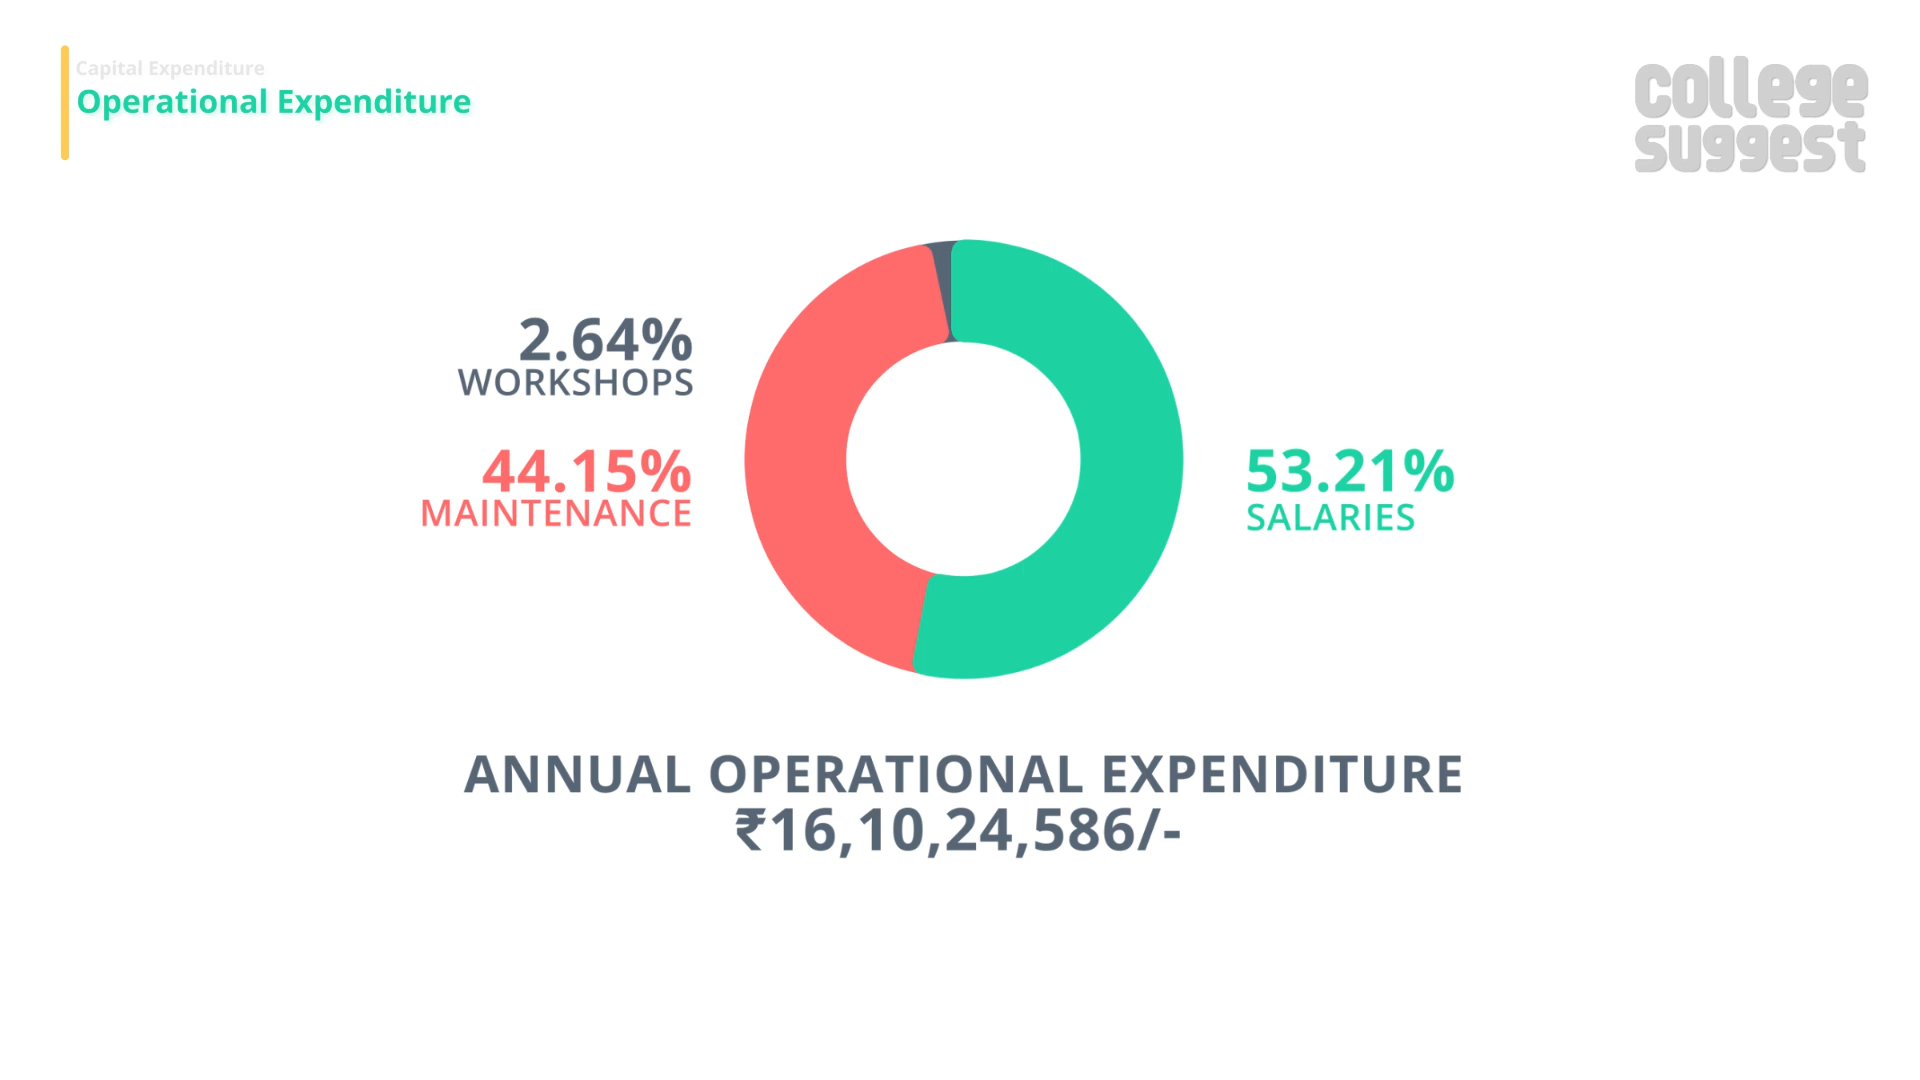 Capital Expenditure
Operational Expenditure
college
suggest
2.64%
WORKSHOPS
44.15%
MAINTENANCE
53.21%
SALARIES
ANNUAL OPERATIONAL EXPENDITURE
₹16,10,24,586/-